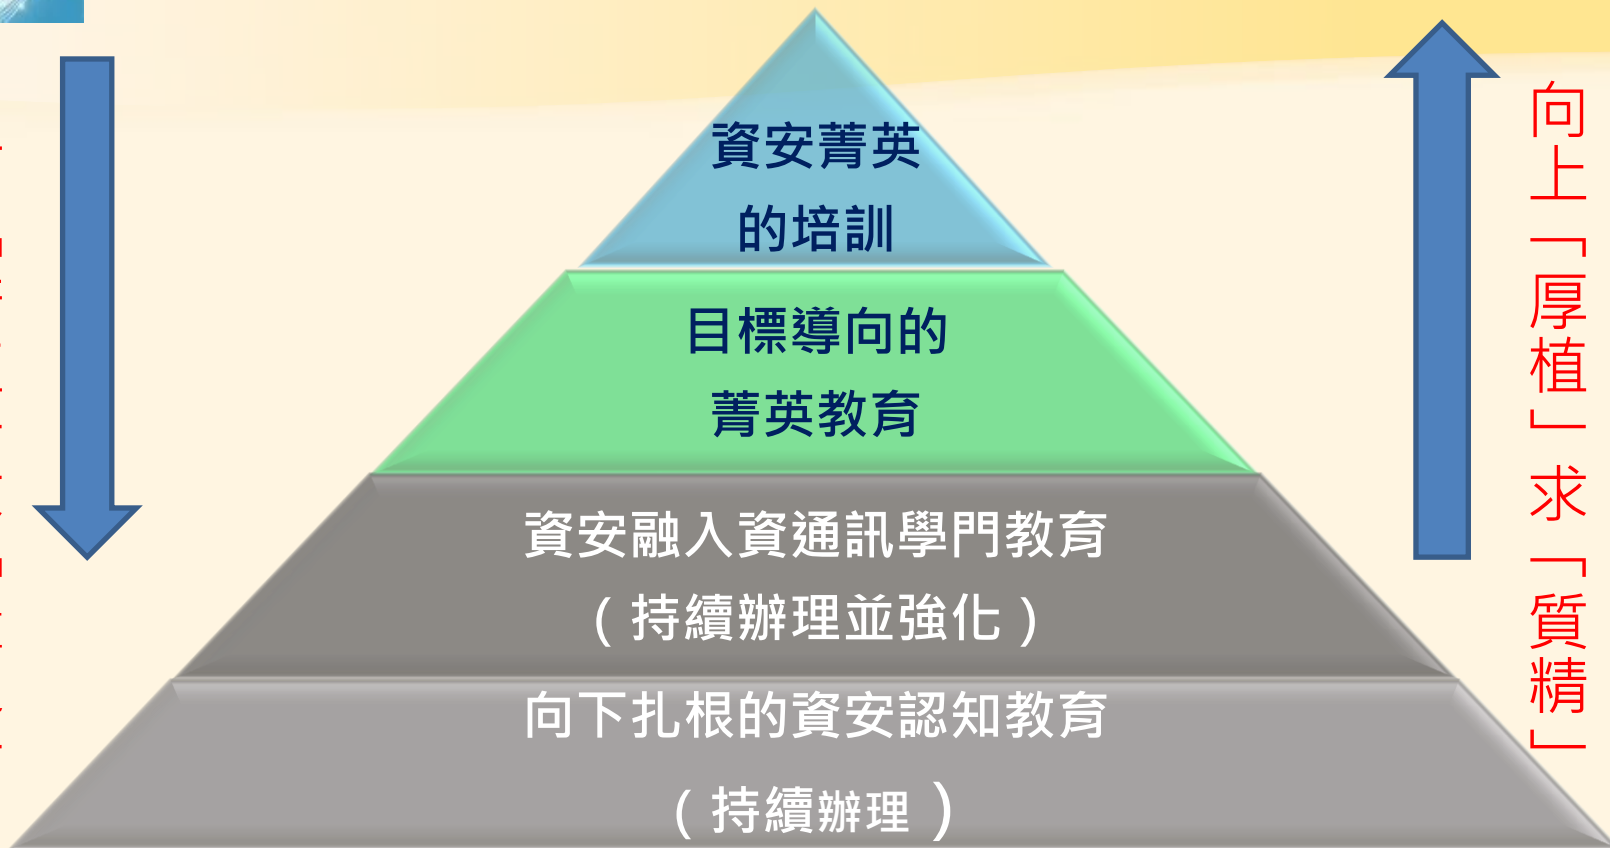 資安菁英
的培訓
目標導向的
菁英教育
資安融入資通訊學門教育
（持續辦理並強化）
向下扎根的資安認知教育
（持續辦理）
向上「厚植」求「質精」